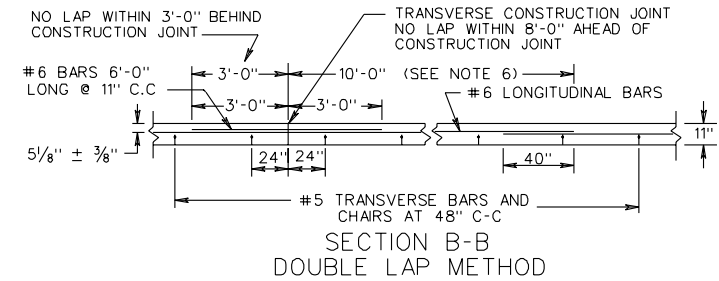 NO LAP WITHIN 3'-0" BEHIND
CONSTRUCTION JOINT
TRANSVERSE CONSTRUCTION JOINT
NO LAP WITHIN 8'-0" AHEAD OF
CONSTRUCTION JOINT
#6 BARS 6'-0"
LONG @ 11" C.C
3'-0"
10'-0" (SEE NOTE 6)
3'-0"
3'-0"
#6 LONGITUDINAL BARS
5⅛" ± ⅜"
11"
24"
24"
40"
#5 TRANSVERSE BARS AND
CHAIRS AT 48" C-C
SECTION B-B
DOUBLE LAP METHOD